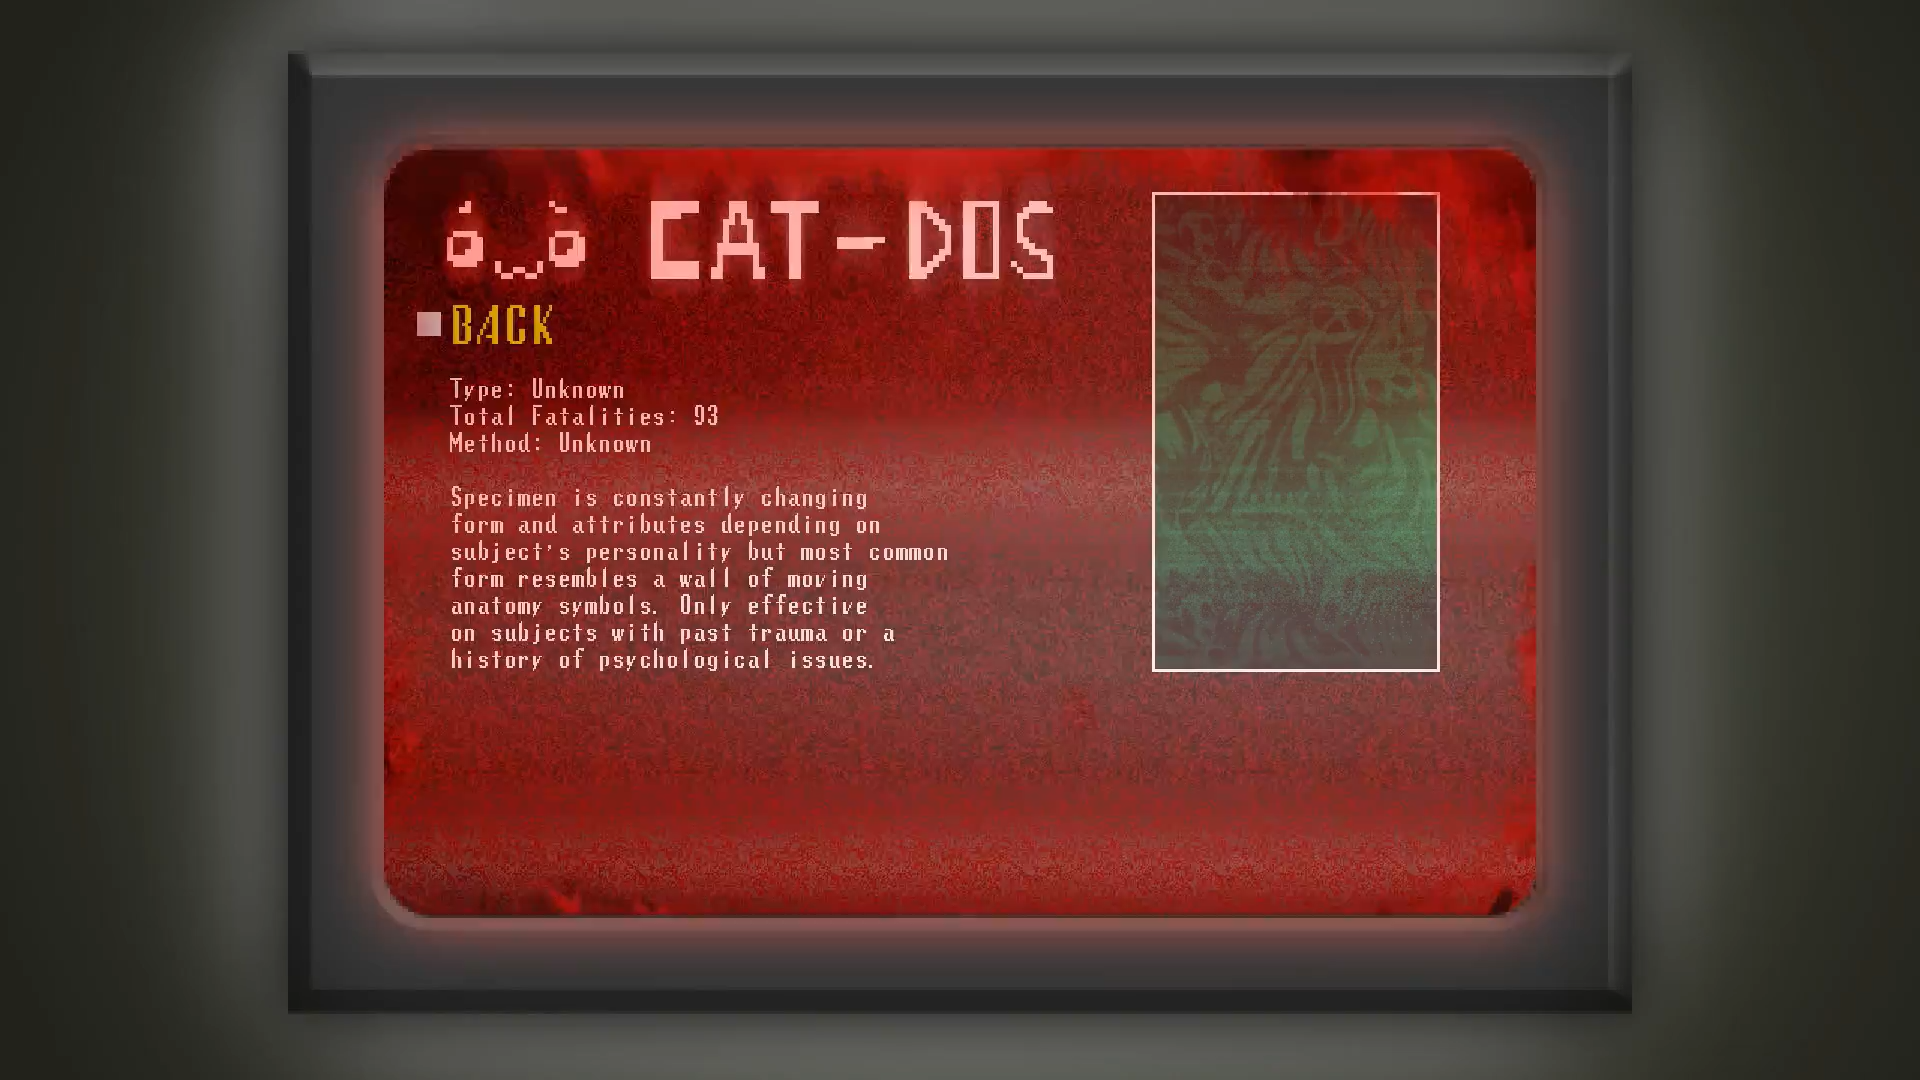 CAT-DOS
BACK
Type: Unknown
Total Fatalities: 93
Method: Unknown
Specimen is constantly changing
form and attributes depending on
subject's personality but most common
form resembles a wall of moving
anatomy symbols. Only effective
on subjects with past trauma or a
history of psychological issues.